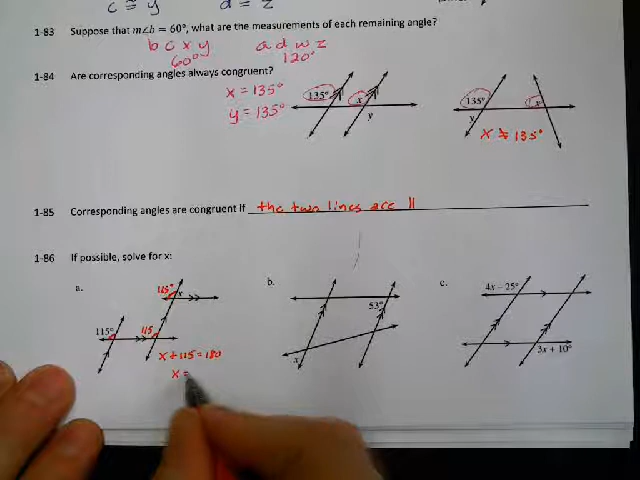 c ≅ y d = z
1-83 Suppose that m∠b = 60°, what are the measurements of each remaining angle?
b c x y a d w z
60° 120°
1-84 Are corresponding angles always congruent?
x = 135°
y = 135°
135° x y
135° x y
x ≠ 135°
1-85 Corresponding angles are congruent if the two lines are ||
1-86 If possible, solve for x:
a. b. c.
115° x
115° 115
x + 115 = 180
x =
53°
x
4x – 25°
3x + 10°